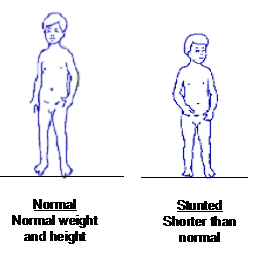 Normal
Normal weight
and height
Stunted
Shorter than
normal